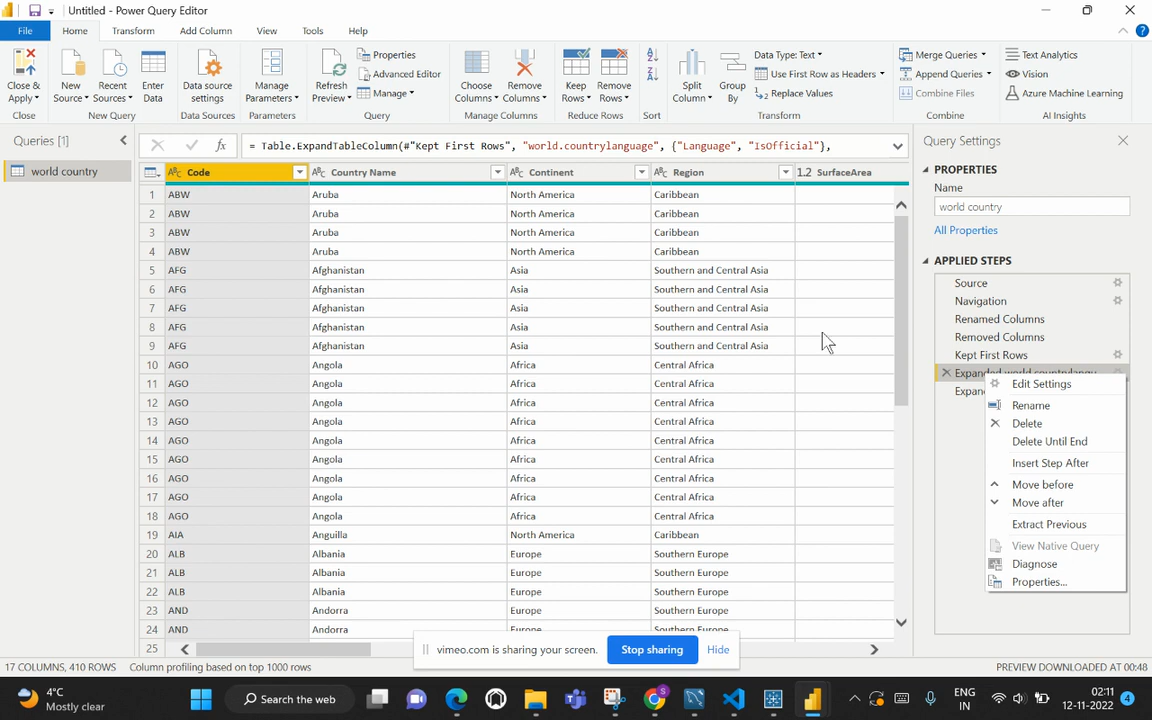 Untitled - Power Query Editor
File Home Transform Add Column View Tools Help
Close & Apply
New Source
Recent Sources
Enter Data
Data source settings
Manage Parameters
Refresh Preview
Properties
Advanced Editor
Manage
Choose Columns
Remove Columns
Keep Rows
Remove Rows
Split Column
Group By
Data Type: Text
Use First Row as Headers
Replace Values
Merge Queries
Append Queries
Combine Files
Text Analytics
Vision
Azure Machine Learning
Close New Query Data Sources Parameters Query Manage Columns Reduce Rows Sort Transform Combine AI Insights
Queries [1]
world country
= Table.ExpandTableColumn(#"Kept First Rows", "world.countrylanguage", {"Language", "IsOfficial"},
Code Country Name Continent Region 1.2 SurfaceArea
1 ABW Aruba North America Caribbean
2 ABW Aruba North America Caribbean
3 ABW Aruba North America Caribbean
4 ABW Aruba North America Caribbean
5 AFG Afghanistan Asia Southern and Central Asia
6 AFG Afghanistan Asia Southern and Central Asia
7 AFG Afghanistan Asia Southern and Central Asia
8 AFG Afghanistan Asia Southern and Central Asia
9 AFG Afghanistan Asia Southern and Central Asia
10 AGO Angola Africa Central Africa
11 AGO Angola Africa Central Africa
12 AGO Angola Africa Central Africa
13 AGO Angola Africa Central Africa
14 AGO Angola Africa Central Africa
15 AGO Angola Africa Central Africa
16 AGO Angola Africa Central Africa
17 AGO Angola Africa Central Africa
18 AGO Angola Africa Central Africa
19 AIA Anguilla North America Caribbean
20 ALB Albania Europe Southern Europe
21 ALB Albania Europe Southern Europe
22 ALB Albania Europe Southern Europe
23 AND Andorra Europe Southern Europe
24 AND Andorra Europe Southern Europe
25
Query Settings
PROPERTIES
Name
world country
All Properties
APPLIED STEPS
Source
Navigation
Renamed Columns
Removed Columns
Kept First Rows
Expanded world.countrylangu
Expan
Edit Settings
Rename
Delete
Delete Until End
Insert Step After
Move before
Move after
Extract Previous
View Native Query
Diagnose
Properties...
vimeo.com is sharing your screen. Stop sharing Hide
17 COLUMNS, 410 ROWS Column profiling based on top 1000 rows PREVIEW DOWNLOADED AT 00:48
4°C
Mostly clear
Search the web
ENG
IN
02:11
12-11-2022
4